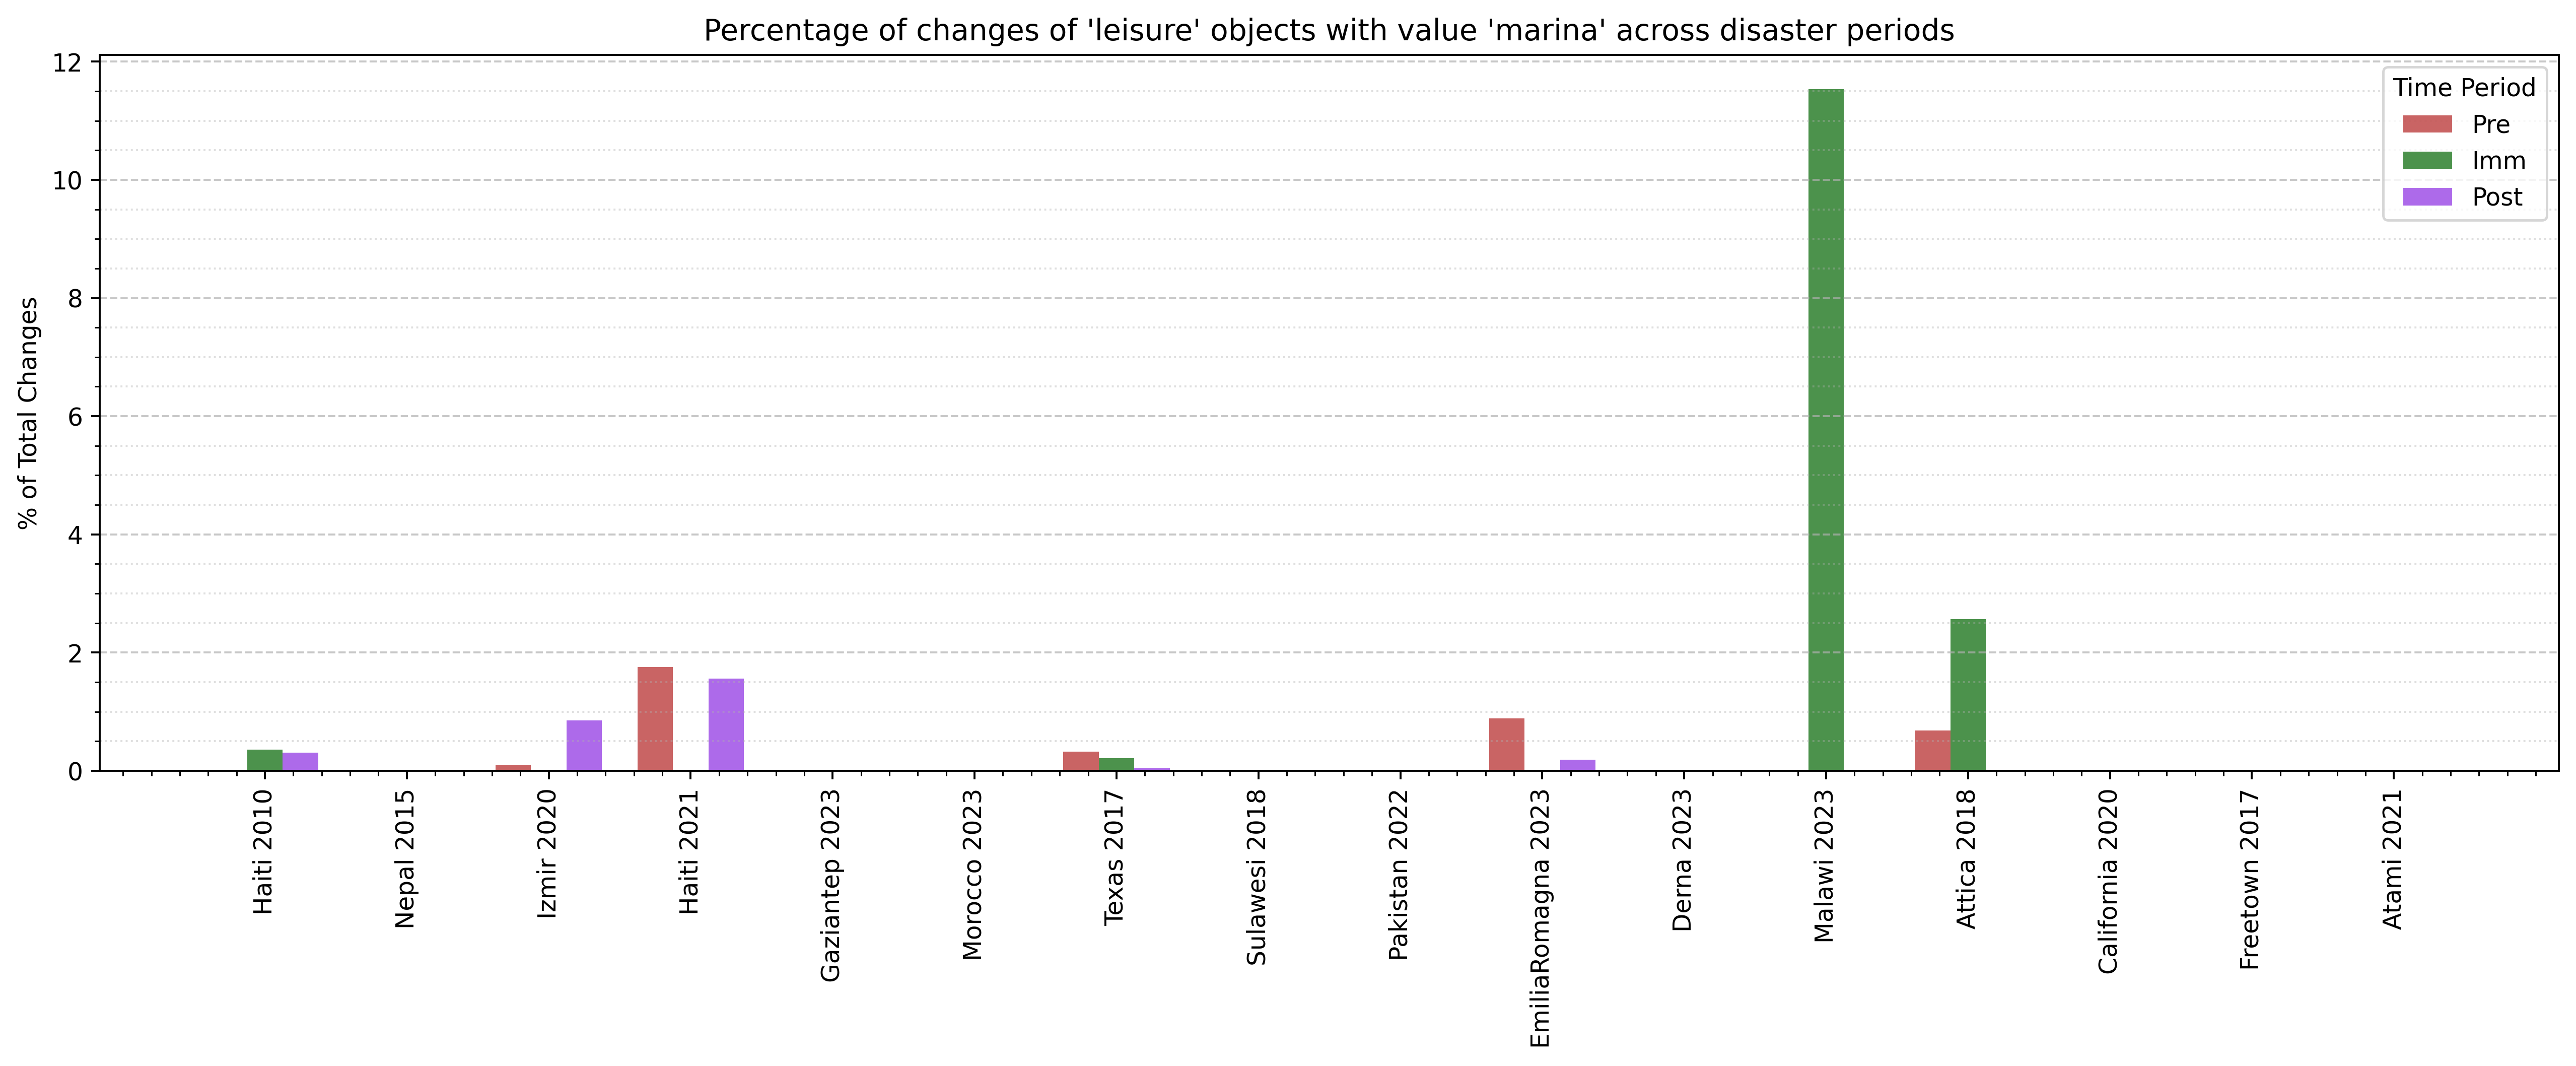 Percentage of changes of 'leisure' objects with value 'marina' across disaster periods
% of Total Changes
12
10
8
6
4
2
0
Time Period
Pre
Imm
Post
Haiti 2010
Nepal 2015
Izmir 2020
Haiti 2021
Gaziantep 2023
Morocco 2023
Texas 2017
Sulawesi 2018
Pakistan 2022
EmiliaRomagna 2023
Derna 2023
Malawi 2023
Attica 2018
California 2020
Freetown 2017
Atami 2021